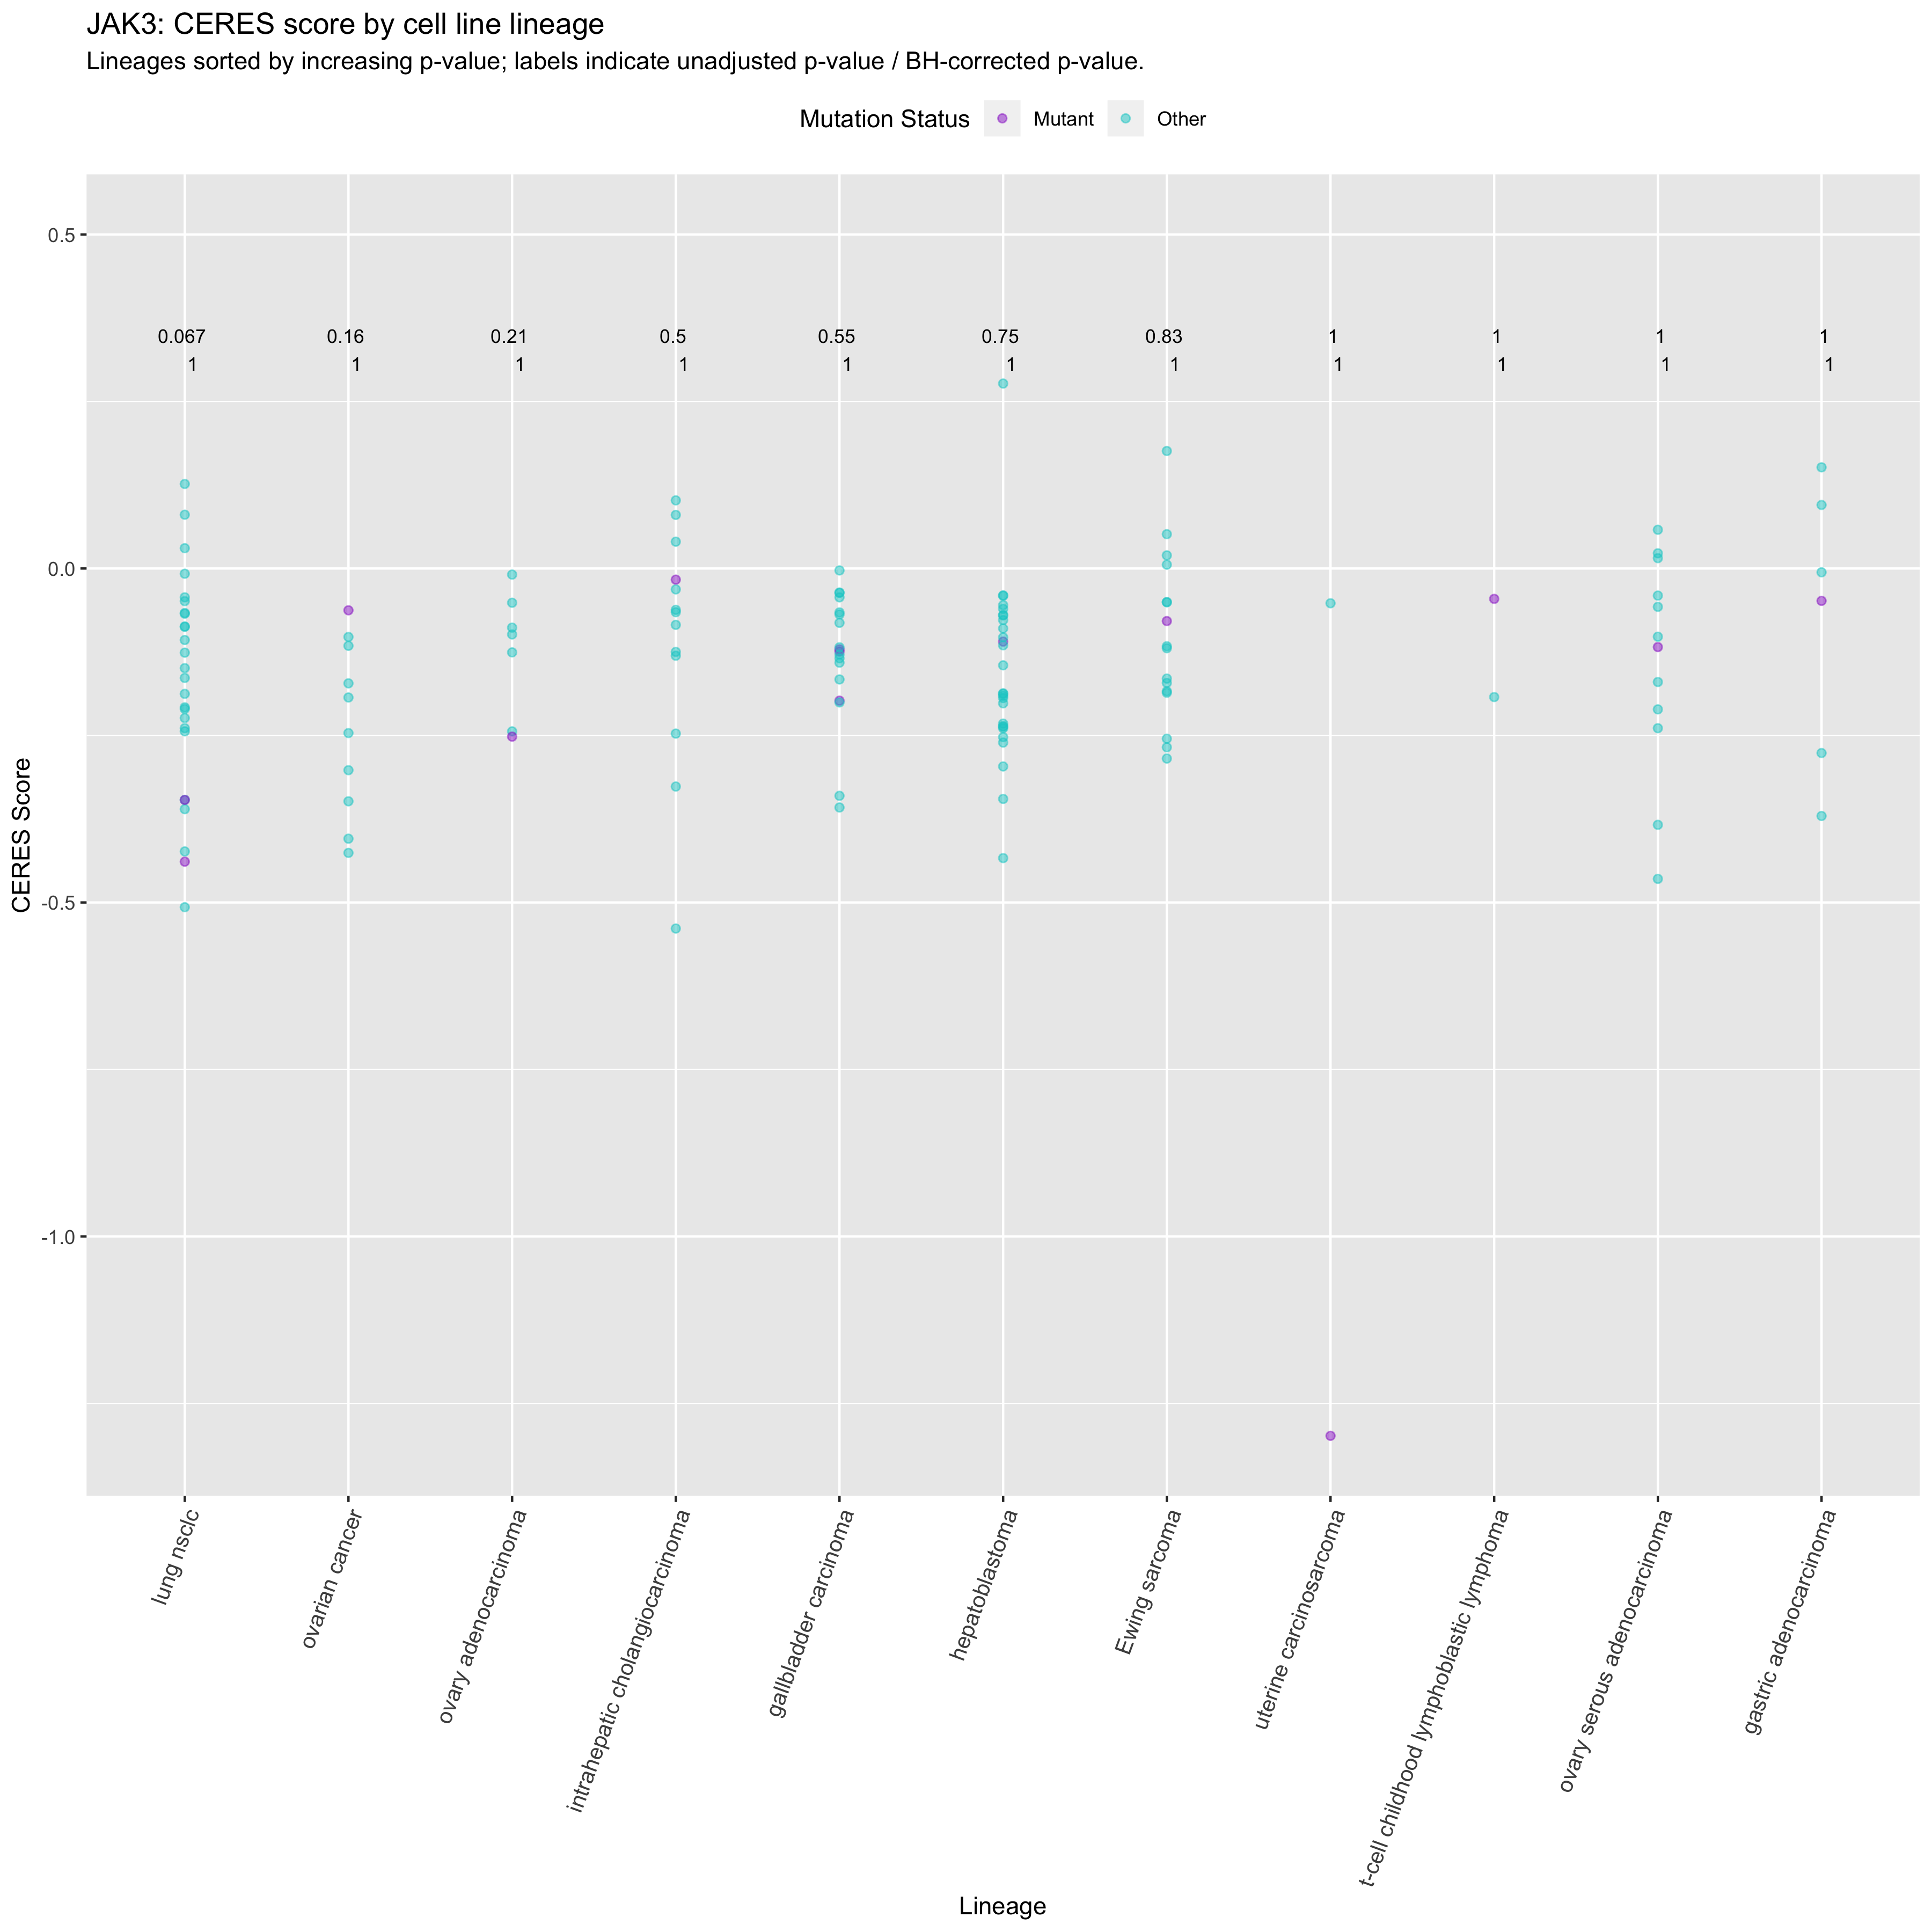 JAK3: CERES score by cell line lineage
Lineages sorted by increasing p-value; labels indicate unadjusted p-value / BH-corrected p-value.
Mutation Status Mutant Other
0.5
0.067 0.16 0.21 0.5 0.55 0.75 0.83 1 1 1 1
1 1 1 1 1 1 1 1 1 1 1
0.0
-0.5
-1.0
CERES Score
lung nsclc
ovarian cancer
ovary adenocarcinoma
intrahepatic cholangiocarcinoma
gallbladder carcinoma
hepatoblastoma
Ewing sarcoma
uterine carcinosarcoma
t-cell childhood lymphoblastic lymphoma
ovary serous adenocarcinoma
gastric adenocarcinoma
Lineage